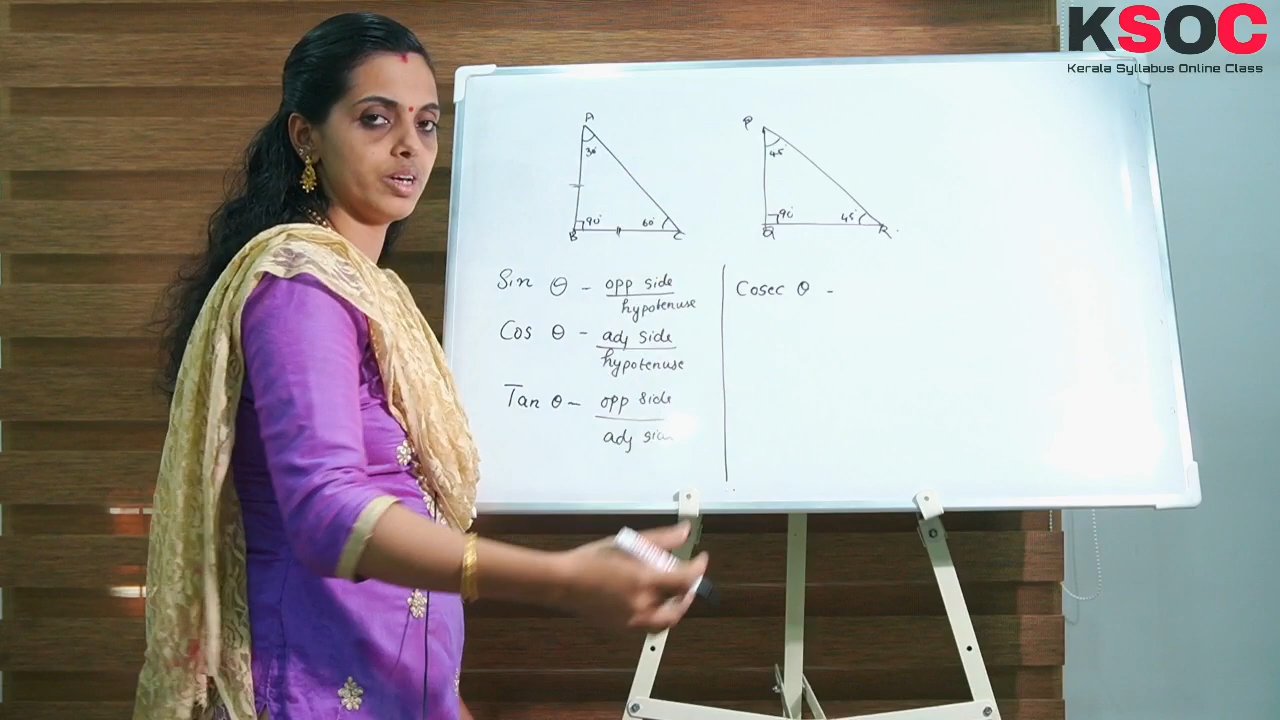 KSOC
Kerala Syllabus Online Class
A
30°
90°
60°
B
C
P
45°
90°
45°
Q
R
Sin θ - opp side
hypotenuse
Cos θ - adj side
hypotenuse
Tan θ - opp side
adj side
Cosec θ -